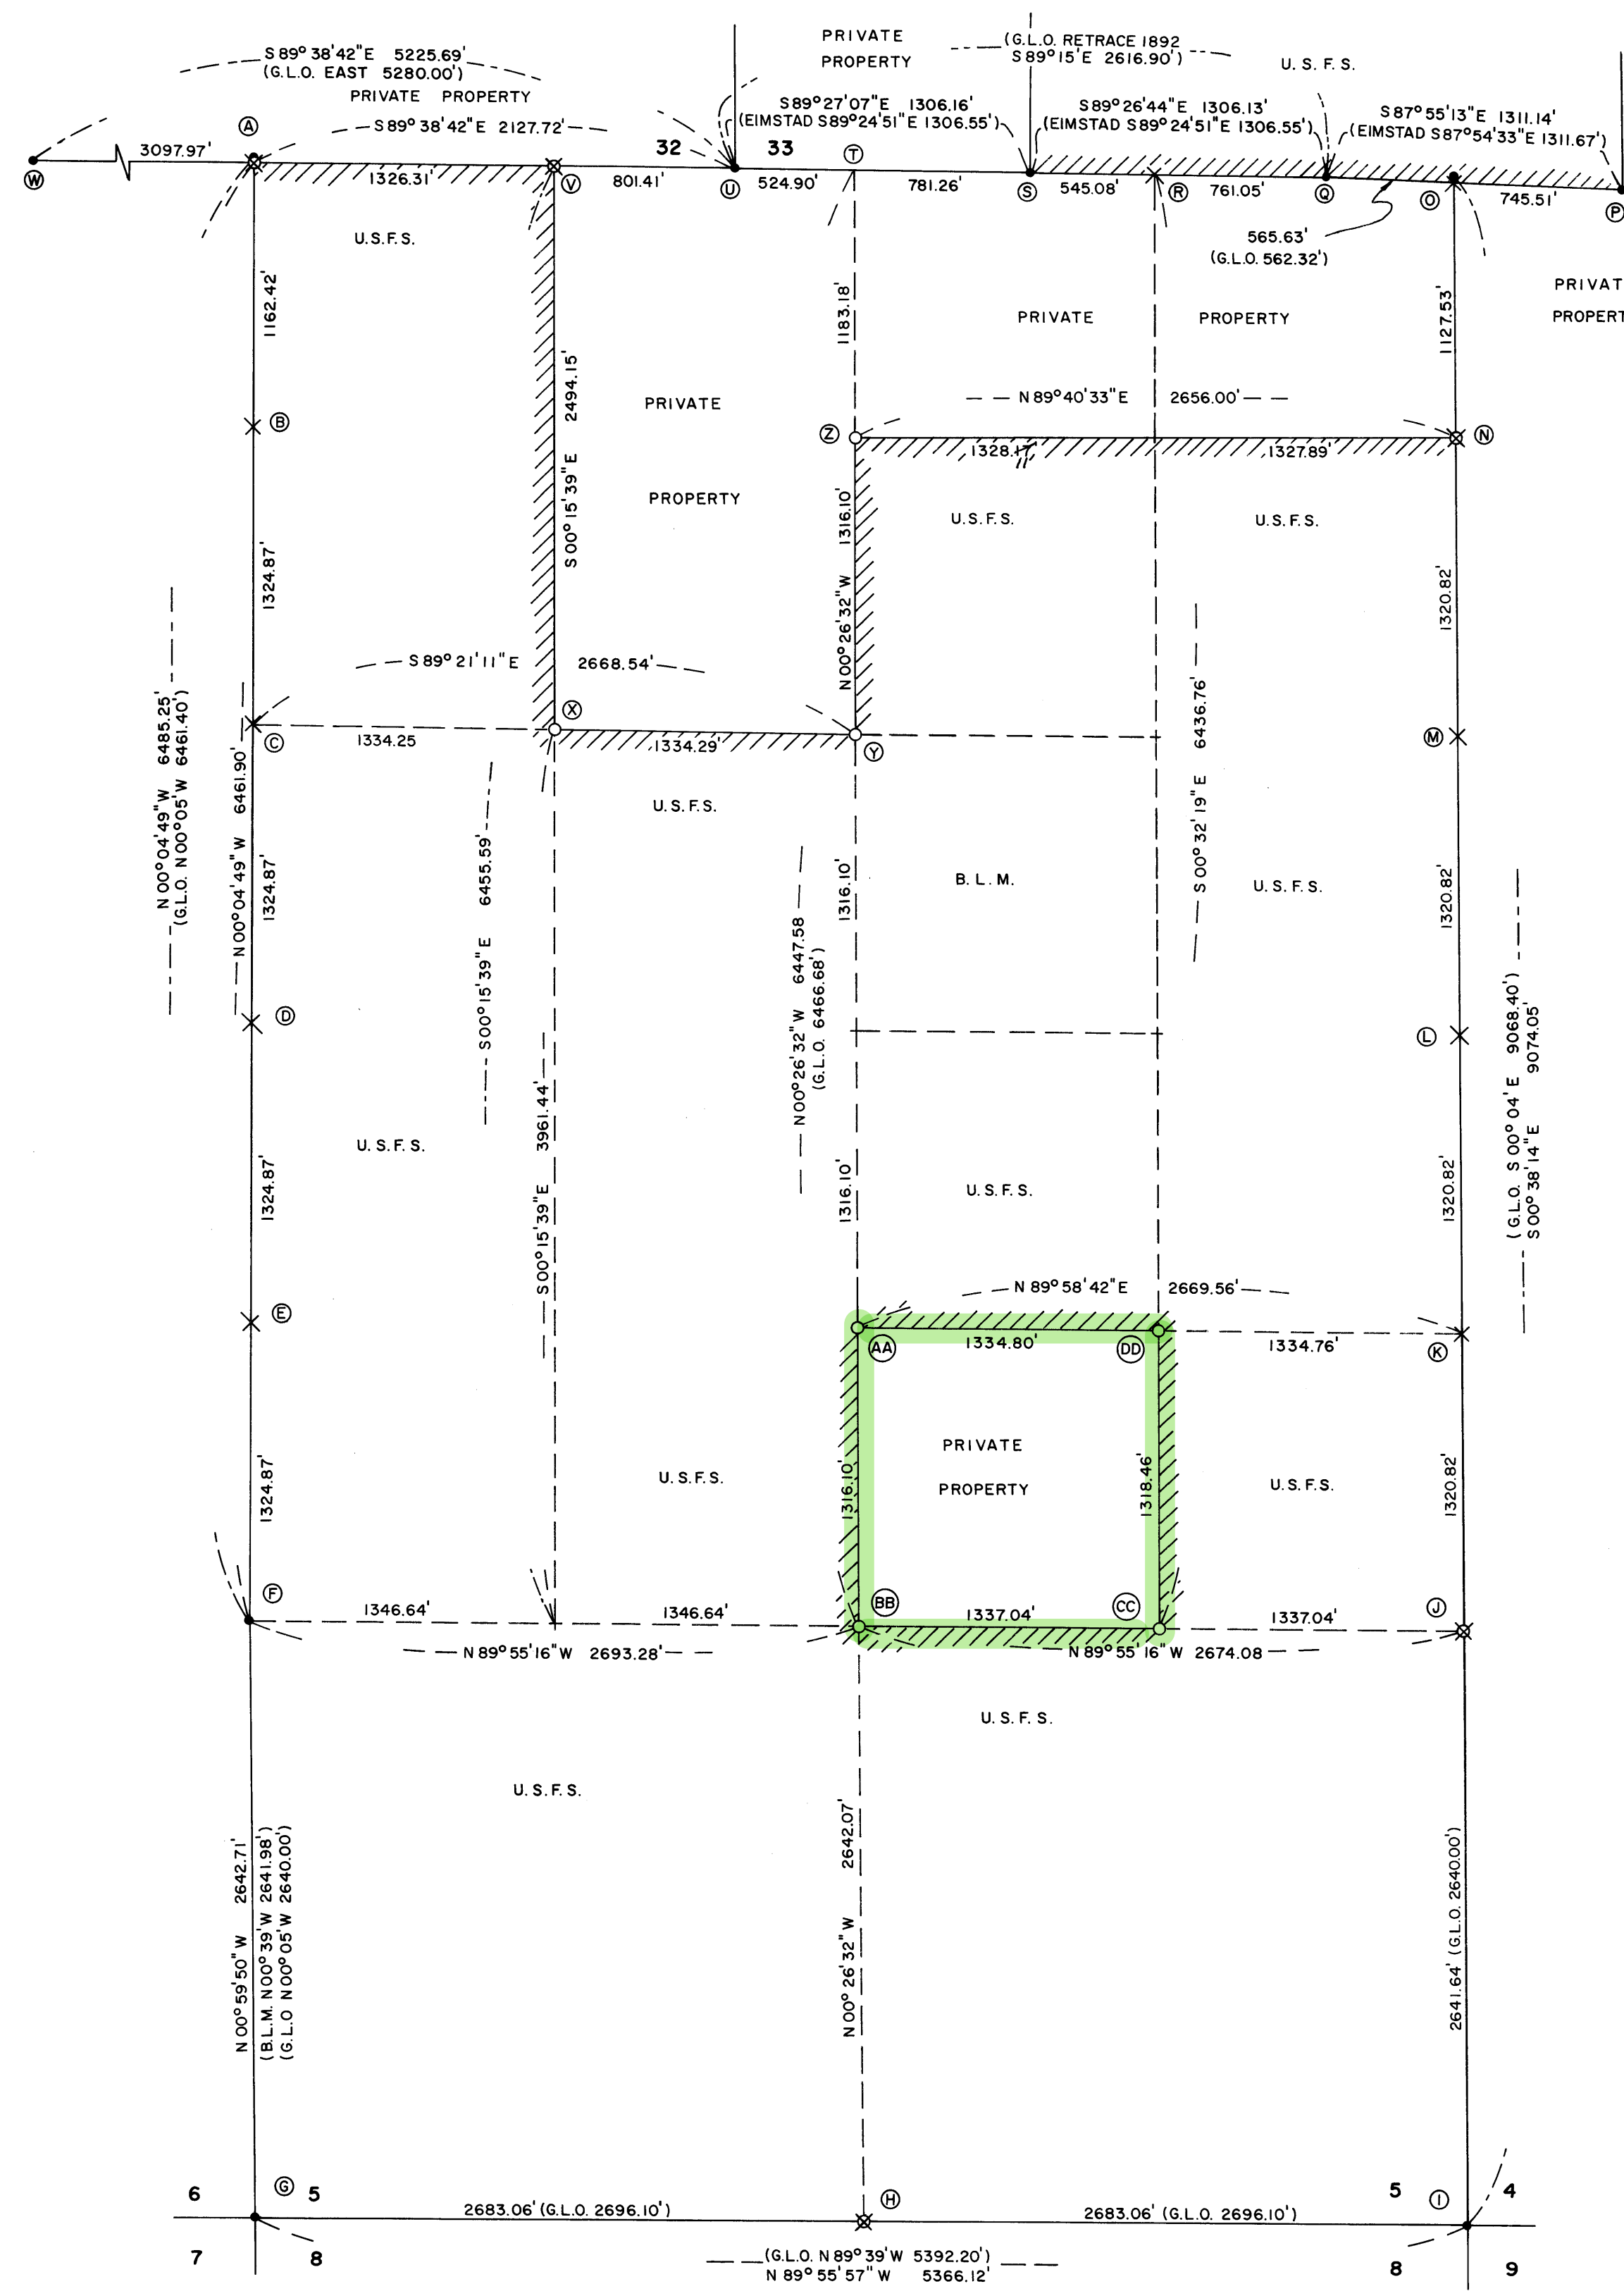 S 89° 38' 42" E 5225.69'
(G.L.O. EAST 5280.00')
PRIVATE PROPERTY
S 89° 38' 42" E 2127.72'
PRIVATE
PROPERTY
(G.L.O. RETRACE 1892
S 89° 15' E 2616.90')
U. S. F. S.
S 89° 27' 07" E 1306.16'
(EIMSTAD S 89° 24' 51" E 1306.55')
S 89° 26' 44" E 1306.13'
(EIMSTAD S 89° 24' 51" E 1306.55')
S 87° 55' 13" E 1311.14'
(EIMSTAD S 87° 54' 33" E 1311.67')
A
3097.97'
W
1326.31'
V
801.41'
32
33
U
524.90'
T
781.26'
S
545.08'
R
761.05'
Q
O
745.51'
P
565.63'
(G.L.O. 562.32')
U.S.F.S.
1162.42'
2494.15'
S 00° 15' 39" E
1183.18'
PRIVATE PROPERTY
1127.53'
PRIVAT
PROPERT
PRIVATE
PROPERTY
N 89° 40' 33" E 2656.00'
B
Z
N
1328.17'
1327.89'
1324.87'
1316.10'
N 00° 26' 32" W
U.S.F.S.
U.S.F.S.
1320.82'
S 89° 21' 11" E 2668.54'
N 00° 04' 49" W 6485.25'
(G.L.O. N 00° 05' W 6461.40')
N 00° 04' 49" W 6461.90'
C
1334.25
X
1334.29'
Y
M
S 00° 32' 19" E 6436.76'
U.S.F.S.
1324.87'
S 00° 15' 39" E 6455.59'
N 00° 26' 32" W 6447.58
(G.L.O. 6466.68')
1316.10'
B. L. M.
U.S.F.S.
1320.82'
(G.L.O. S 00° 04' E 9068.40')
S 00° 38' 14" E 9074.05'
D
L
S 00° 15' 39" E 3961.44'
U. S. F. S.
1324.87'
1316.10'
U.S.F.S.
1320.82'
N 89° 58' 42" E 2669.56'
E
AA
1334.80'
DD
1334.76'
K
1324.87'
U.S.F.S.
1316.10'
PRIVATE
PROPERTY
1318.46'
U.S.F.S.
1320.82'
F
1346.64'
1346.64'
BB
1337.04'
CC
1337.04'
J
N 89° 55' 16" W 2693.28'
N 89° 55' 16" W 2674.08
U. S. F. S.
U. S. F. S.
N 00° 59' 50" W 2642.71'
(B.L.M. N 00° 39' W 2641.98')
(G.L.O N 00° 05' W 2640.00')
N 00° 26' 32" W 2642.07'
2641.64' (G.L.O. 2640.00')
6
G
5
2683.06' (G.L.O. 2696.10')
H
2683.06' (G.L.O. 2696.10')
5
I
4
7
8
(G.L.O. N 89° 39' W 5392.20')
N 89° 55' 57" W 5366.12'
8
9